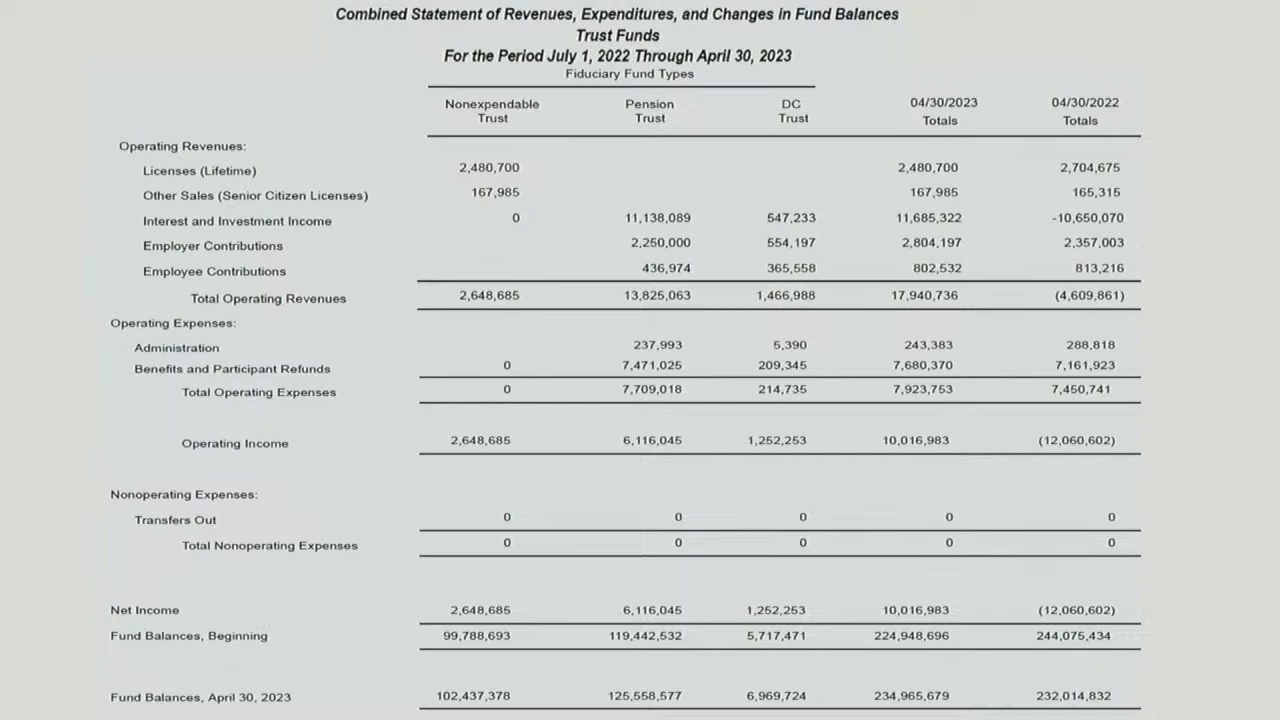 Combined Statement of Revenues, Expenditures, and Changes in Fund Balances
Trust Funds
For the Period July 1, 2022 Through April 30, 2023
Fiduciary Fund Types
Nonexpendable Trust Pension Trust DC Trust 04/30/2023 Totals 04/30/2022 Totals
Operating Revenues:
Licenses (Lifetime) 2,480,700 2,480,700 2,704,675
Other Sales (Senior Citizen Licenses) 167,985 167,985 165,315
Interest and Investment Income 0 11,138,089 547,233 11,685,322 -10,650,070
Employer Contributions 2,250,000 554,197 2,804,197 2,357,003
Employee Contributions 436,974 365,558 802,532 813,216
Total Operating Revenues 2,648,685 13,825,063 1,466,988 17,940,736 (4,609,861)
Operating Expenses:
Administration 237,993 5,390 243,383 288,818
Benefits and Participant Refunds 0 7,471,025 209,345 7,680,370 7,161,923
Total Operating Expenses 0 7,709,018 214,735 7,923,753 7,450,741
Operating Income 2,648,685 6,116,045 1,252,253 10,016,983 (12,060,602)
Nonoperating Expenses:
Transfers Out 0 0 0 0 0
Total Nonoperating Expenses 0 0 0 0 0
Net Income 2,648,685 6,116,045 1,252,253 10,016,983 (12,060,602)
Fund Balances, Beginning 99,788,693 119,442,532 5,717,471 224,948,696 244,075,434
Fund Balances, April 30, 2023 102,437,378 125,558,577 6,969,724 234,965,679 232,014,832